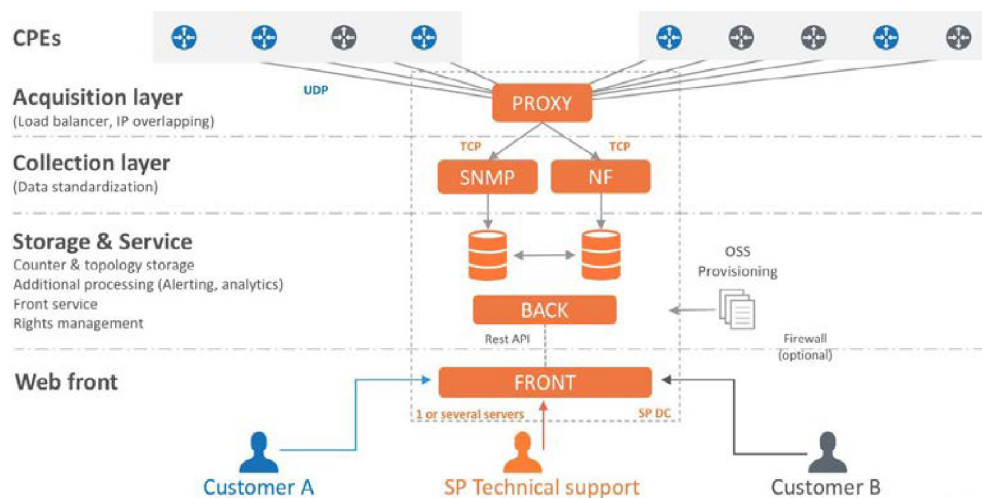 CPEs
UDP
Acquisition layer
(Load balancer, IP overlapping)
PROXY
TCP
TCP
Collection layer
(Data standardization)
SNMP
NF
Storage & Service
Counter & topology storage
Additional processing (Alerting, analytics)
Front service
Rights management
OSS
Provisioning
BACK
Rest API
Firewall
(optional)
Web front
FRONT
1 or several servers
SP DC
Customer A
SP Technical support
Customer B